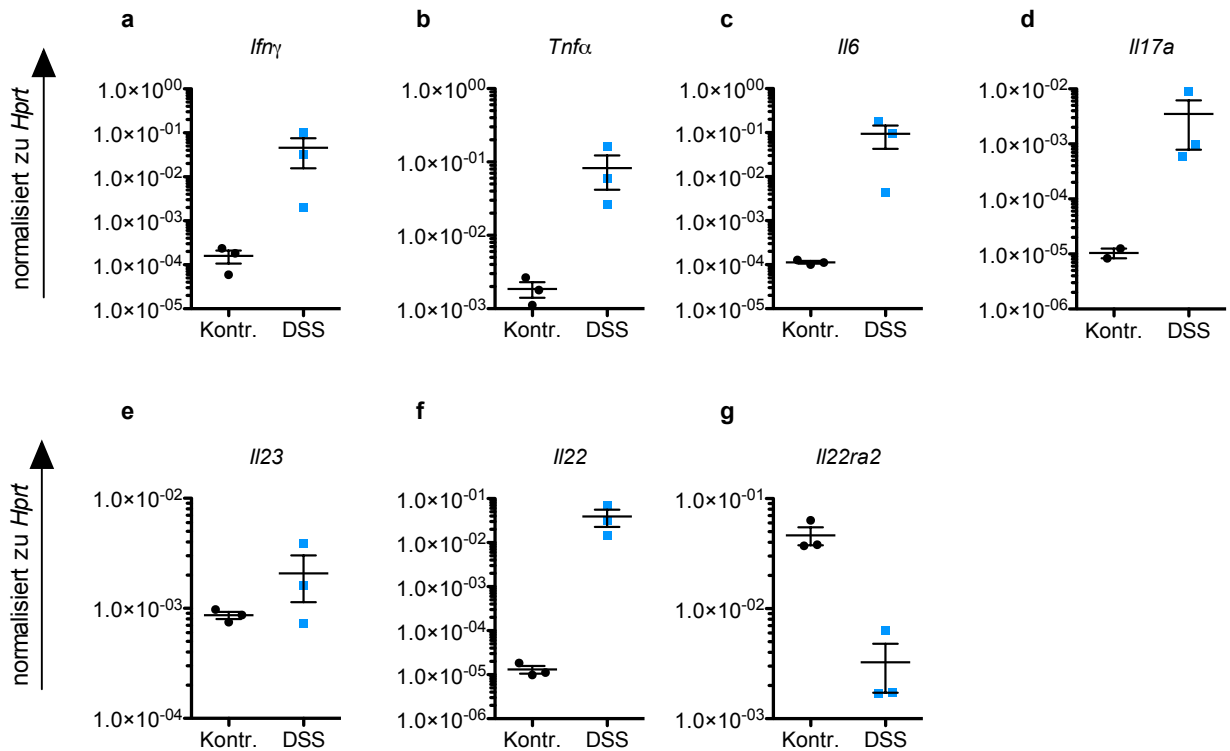 a
Ifnγ
normalisiert zu Hprt
1.0×10^00
1.0×10^-01
1.0×10^-02
1.0×10^-03
1.0×10^-04
1.0×10^-05
Kontr. DSS
b
Tnfα
1.0×10^00
1.0×10^-01
1.0×10^-02
1.0×10^-03
Kontr. DSS
c
Il6
1.0×10^00
1.0×10^-01
1.0×10^-02
1.0×10^-03
1.0×10^-04
1.0×10^-05
Kontr. DSS
d
Il17a
1.0×10^-02
1.0×10^-03
1.0×10^-04
1.0×10^-05
1.0×10^-06
Kontr. DSS
e
Il23
normalisiert zu Hprt
1.0×10^-02
1.0×10^-03
1.0×10^-04
Kontr. DSS
f
Il22
1.0×10^-01
1.0×10^-02
1.0×10^-03
1.0×10^-04
1.0×10^-05
1.0×10^-06
Kontr. DSS
g
Il22ra2
1.0×10^-01
1.0×10^-02
1.0×10^-03
Kontr. DSS